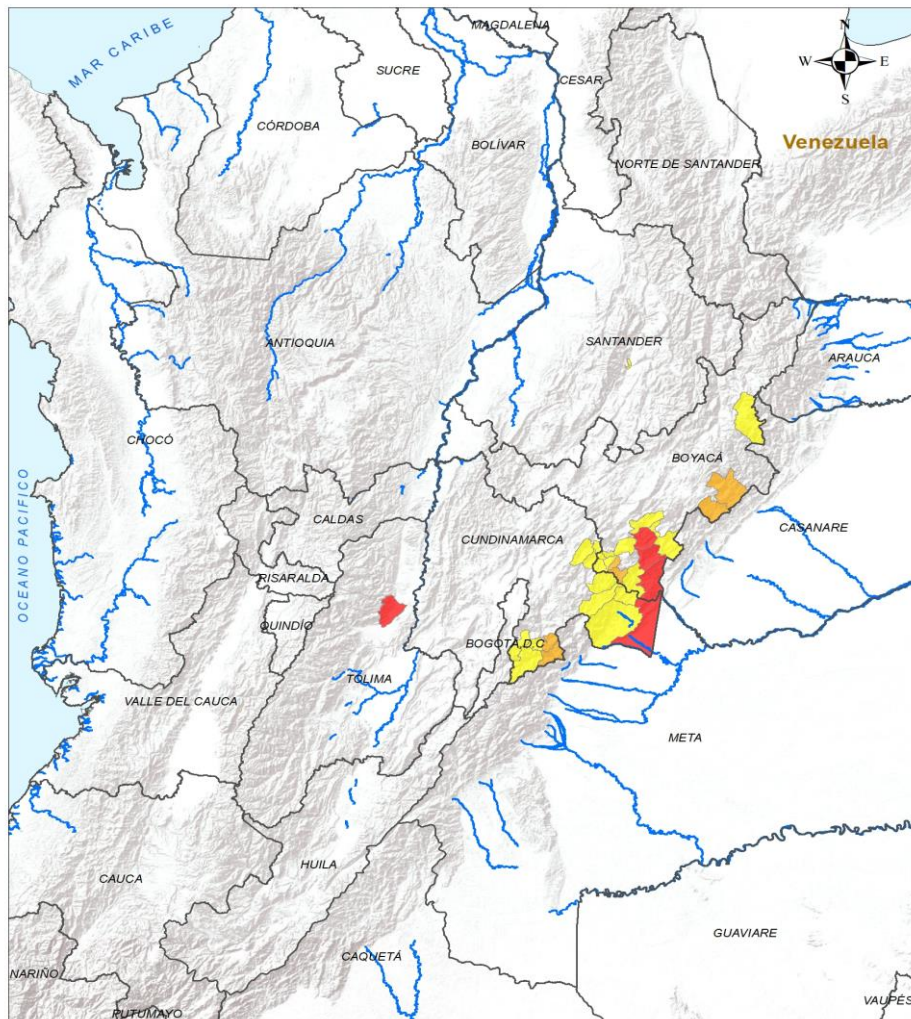 MAGDALENA
MAR CARIBE
N
W
E
S
SUCRE
CESAR
CÓRDOBA
BOLÍVAR
Venezuela
NORTE DE SANTANDER
ANTIOQUIA
SANTANDER
ARAUCA
CHOCÓ
BOYACÁ
OCEANO PACIFICO
CALDAS
CUNDINAMARCA
CASANARE
RISARALDA
QUINDÍO
BOGOTÁ,D.C
TOLIMA
VALLE DEL CAUCA
META
HUILA
CAUCA
GUAVIARE
CAQUETÁ
NARIÑO
VAUPÉS
PUTUMAYO